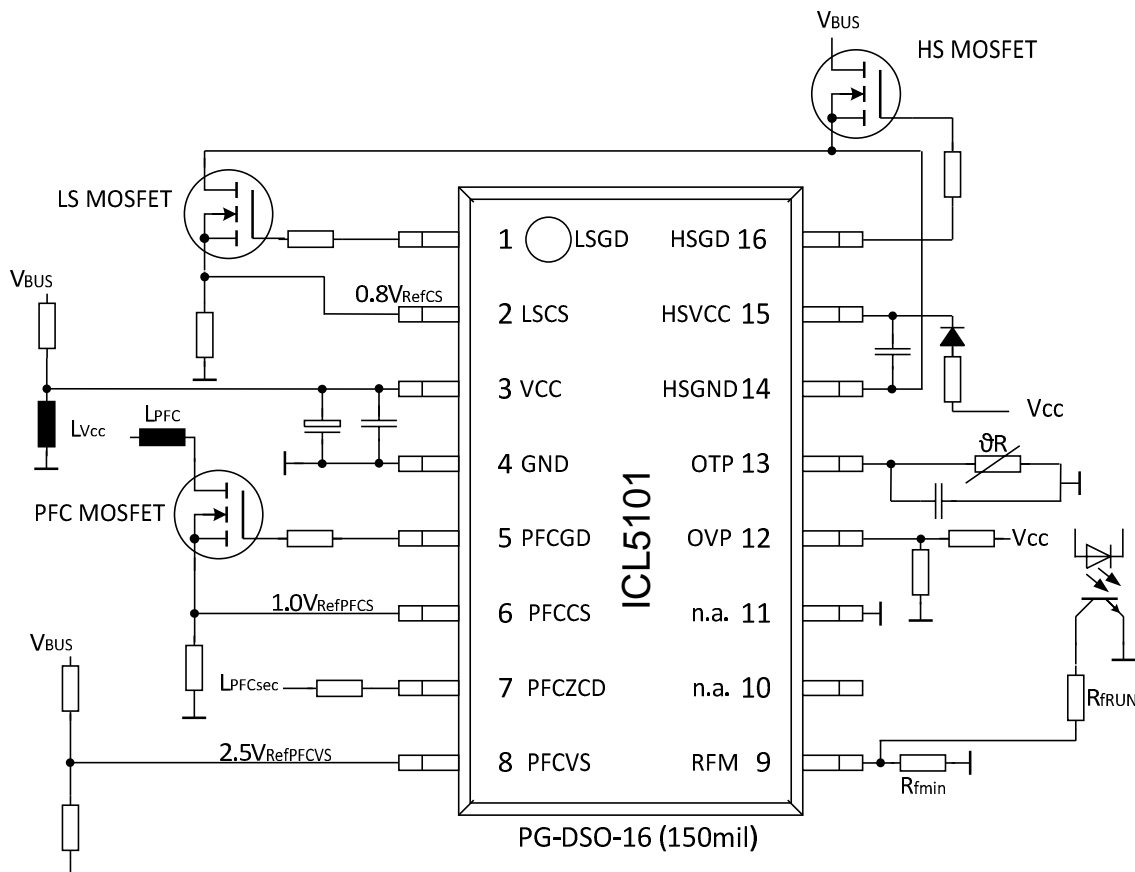 VBUS
HS MOSFET
LS MOSFET
1 LSGD HSGD 16
VBUS
0.8VRefCS
2 LSCS HSVCC 15
3 VCC HSGND 14
Vcc
LVcc
LPFC
ϑR
4 GND OTP 13
PFC MOSFET
5 PFCGD OVP 12
Vcc
ICL5101
1.0VRefPFCS
6 PFCCS n.a. 11
VBUS
LPFCsec
7 PFCZCD n.a. 10
RfRUN
2.5VRefPFCVS
8 PFCVS RFM 9
Rfmin
PG-DSO-16 (150mil)